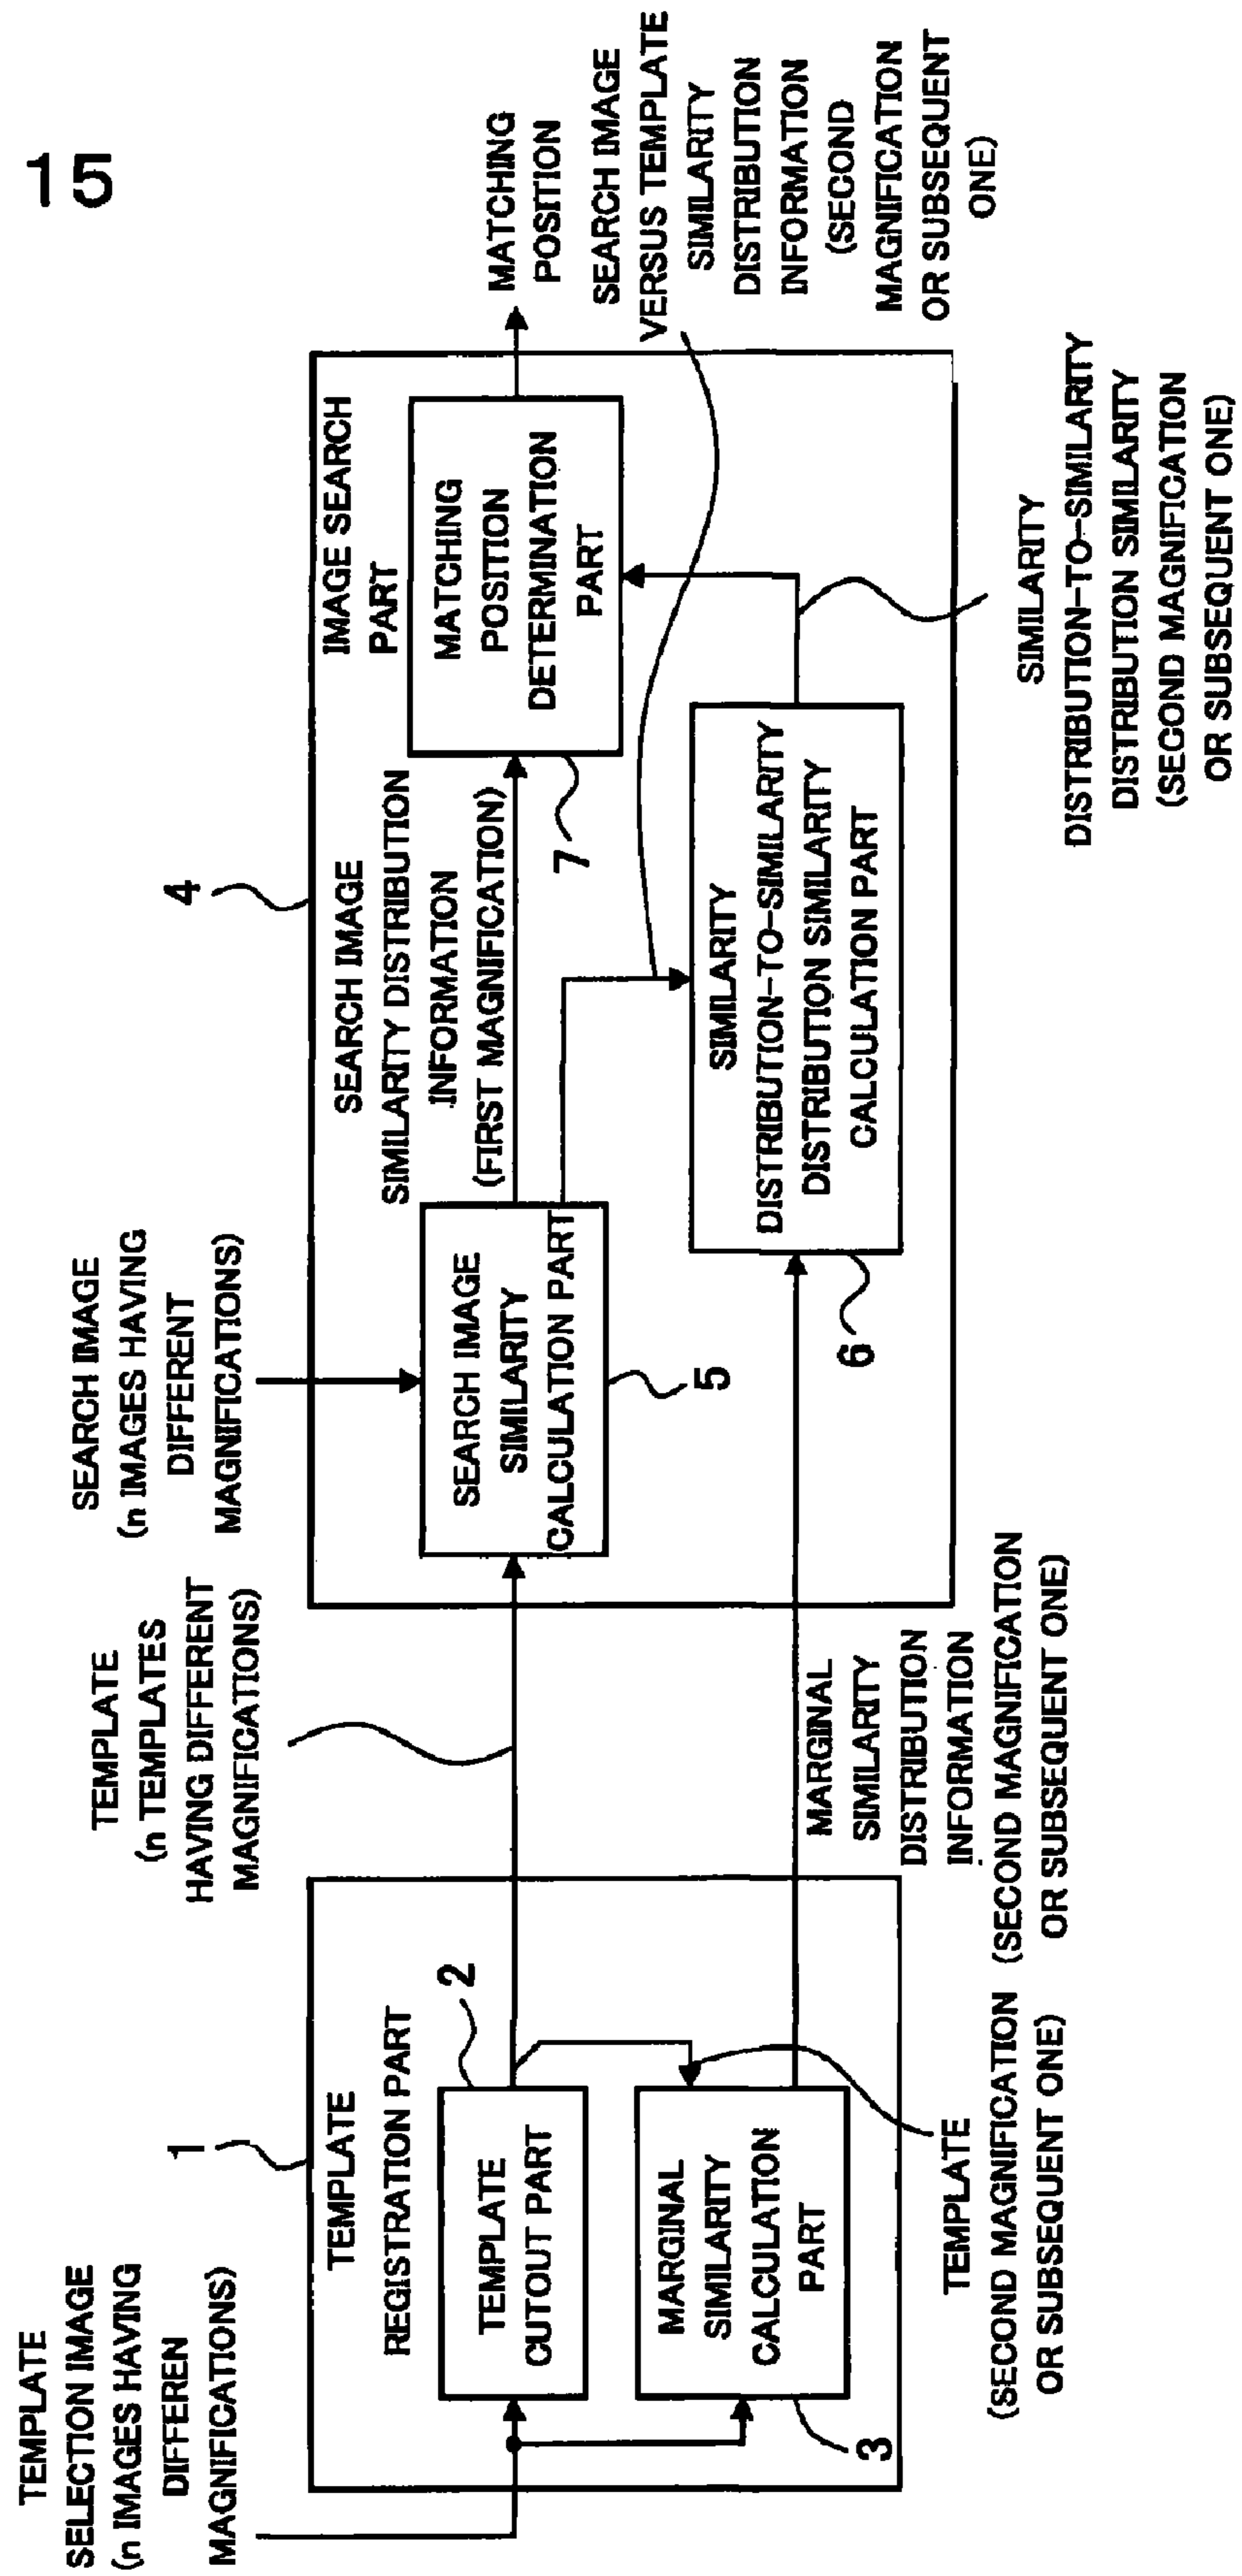 15
TEMPLATE
SELECTION IMAGE
(n IMAGES HAVING
DIFFEREN
MAGNIFICATIONS)
1
TEMPLATE
REGISTRATION PART
2
TEMPLATE
CUTOUT PART
MARGINAL
SIMILARITY
CALCULATION
PART
3
TEMPLATE
(SECOND MAGNIFICATION
OR SUBSEQUENT ONE)
TEMPLATE
(n TEMPLATES
HAVING DIFFERENT
MAGNIFICATIONS)
MARGINAL
SIMILARITY
DISTRIBUTION
INFORMATION
(SECOND MAGNIFICATION
OR SUBSEQUENT ONE)
SEARCH IMAGE
(n IMAGES HAVING
DIFFERENT
MAGNIFICATIONS)
4
SEARCH IMAGE
SIMILARITY
CALCULATION PART
5
SEARCH IMAGE
SIMILARITY DISTRIBUTION
INFORMATION
(FIRST MAGNIFICATION)
IMAGE SEARCH
PART
MATCHING
POSITION
DETERMINATION
PART
7
SIMILARITY
DISTRIBUTION-TO-SIMILARITY
DISTRIBUTION SIMILARITY
CALCULATION PART
6
MATCHING
POSITION
SEARCH IMAGE
VERSUS TEMPLATE
SIMILARITY
DISTRIBUTION
INFORMATION
(SECOND
MAGNIFICATION
OR SUBSEQUENT
ONE)
SIMILARITY
DISTRIBUTION-TO-SIMILARITY
DISTRIBUTION SIMILARITY
(SECOND MAGNIFICATION
OR SUBSEQUENT ONE)